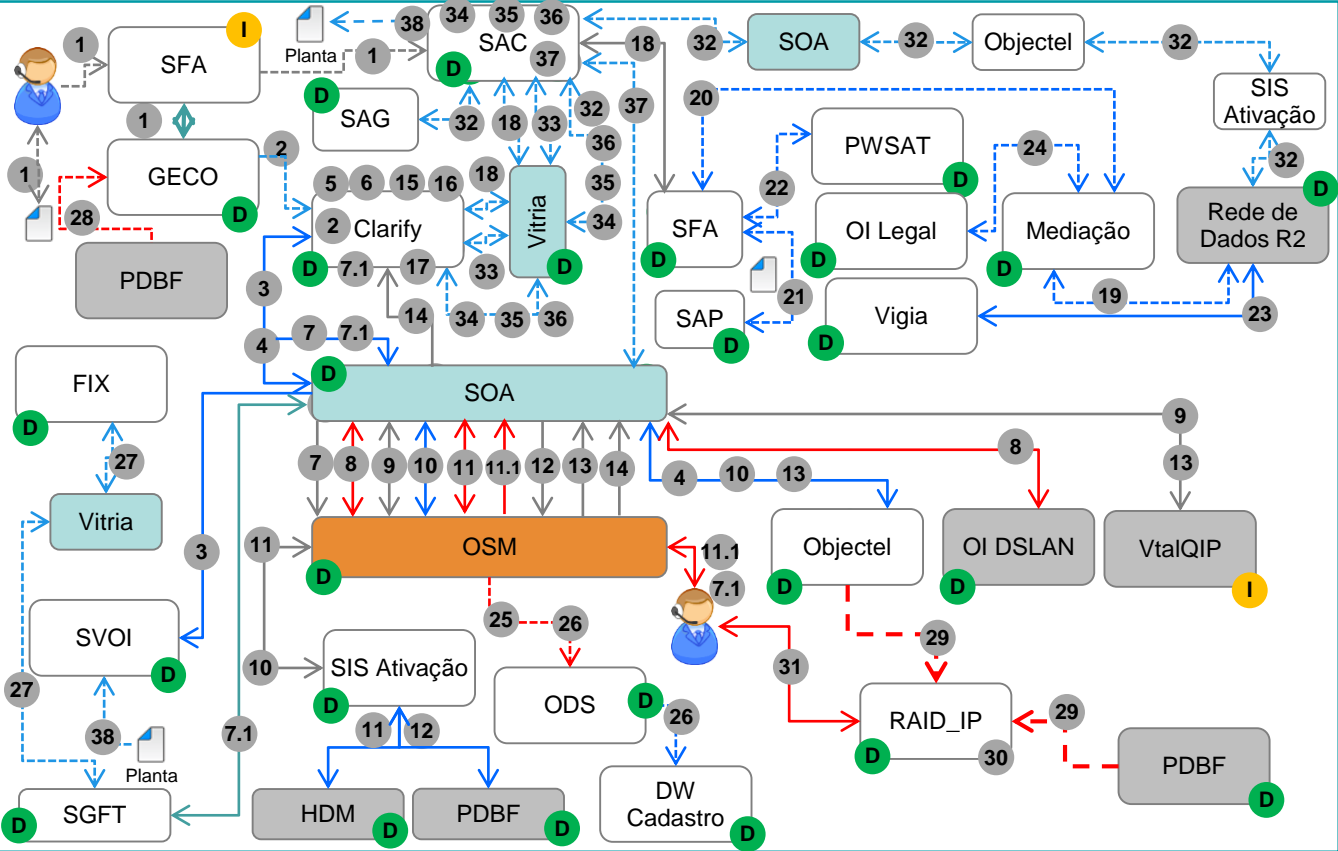 1
SFA
I
Planta
38
34
35
36
SAC
37
D
1
18
32
SOA
32
Objectel
32
SIS
Ativação
1
GECO
D
2
D
SAG
32
18
33
32
36
35
34
37
20
PWSAT
D
24
22
32
D
1
28
PDBF
5
6
15
16
2
Clarify
D
7.1
17
18
33
Vitria
D
34
35
36
SFA
D
OI Legal
D
Mediação
D
Rede de
Dados R2
21
19
23
SAP
D
Vigia
D
3
4
7
7.1
14
D
SOA
FIX
D
27
Vitria
7
8
9
10
11
11.1
12
13
14
4
10
13
8
9
13
3
11
OSM
D
11.1
7.1
Objectel
D
OI DSLAN
D
VtalQIP
I
25
26
SVOI
D
27
38
Planta
7.1
10
SIS Ativação
D
11
12
ODS
D
26
31
29
RAID_IP
D
30
29
PDBF
D
SGFT
D
HDM
D
PDBF
D
DW
Cadastro
D